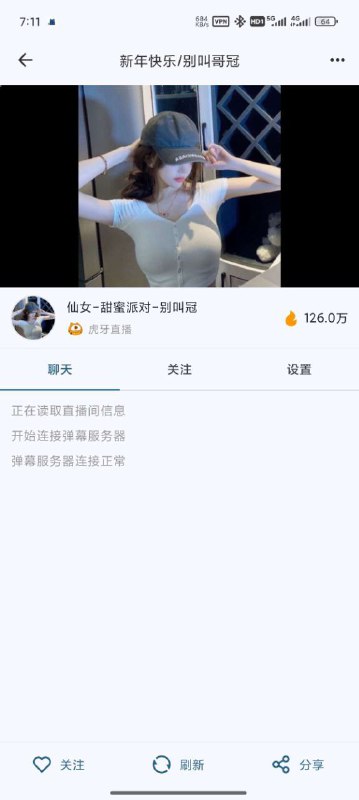 7:11
684 KB/s VPN HD1 5G 4G 64
新年快乐/别叫哥冠
仙女-甜蜜派对-别叫冠
虎牙直播
126.0万
聊天 关注 设置
正在读取直播间信息
开始连接弹幕服务器
弹幕服务器连接正常
关注 刷新 分享